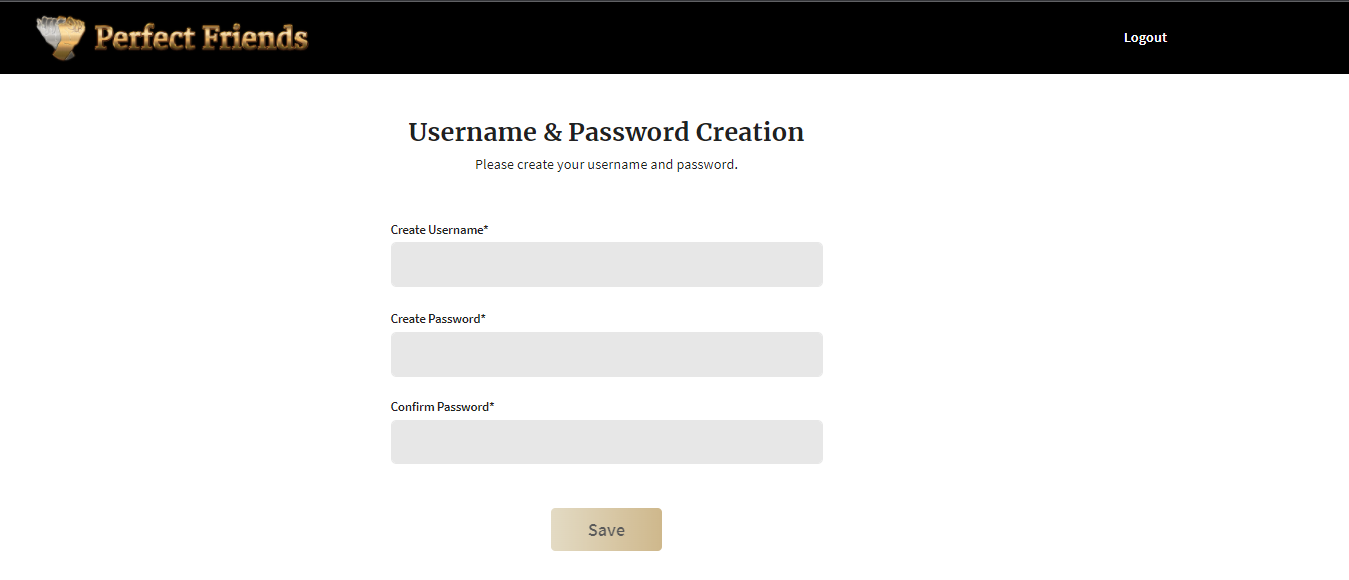 Perfect Friends
Logout
Username & Password Creation
Please create your username and password.
Create Username*
Create Password*
Confirm Password*
Save